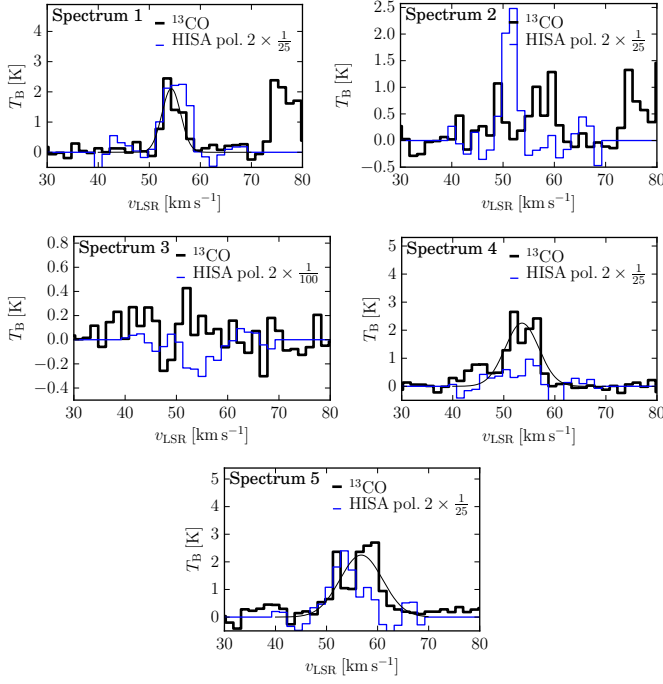 Spectrum 1
¹³CO
HISA pol. 2 × 1/25
T_B [K]
4
3
2
1
0
30 40 50 60 70 80
v_LSR [km s⁻¹]
Spectrum 2
¹³CO
HISA pol. 2 × 1/25
T_B [K]
2.5
2.0
1.5
1.0
0.5
0.0
−0.5
30 40 50 60 70 80
v_LSR [km s⁻¹]
Spectrum 3
¹³CO
HISA pol. 2 × 1/100
T_B [K]
0.8
0.6
0.4
0.2
0.0
−0.2
−0.4
30 40 50 60 70 80
v_LSR [km s⁻¹]
Spectrum 4
¹³CO
HISA pol. 2 × 1/25
T_B [K]
5
4
3
2
1
0
30 40 50 60 70 80
v_LSR [km s⁻¹]
Spectrum 5
¹³CO
HISA pol. 2 × 1/25
T_B [K]
5
4
3
2
1
0
30 40 50 60 70 80
v_LSR [km s⁻¹]